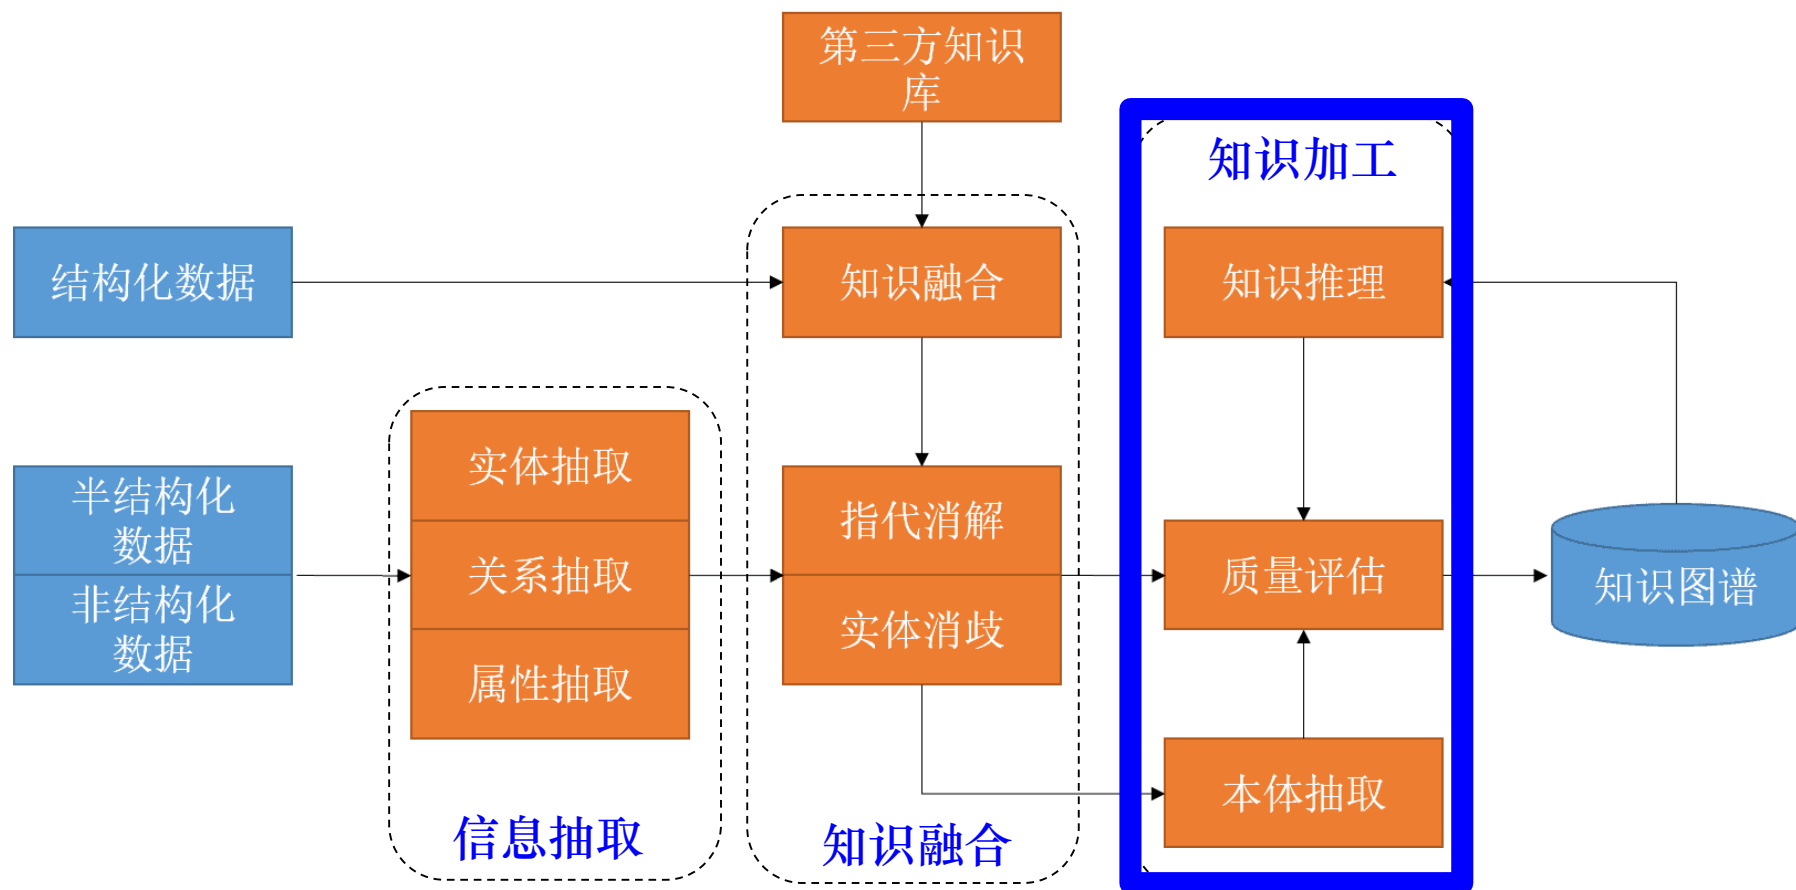 第三方知识
库
知识加工
结构化数据
知识融合
知识推理
半结构化
数据
非结构化
数据
实体抽取
关系抽取
属性抽取
指代消解
实体消歧
质量评估
知识图谱
本体抽取
信息抽取
知识融合